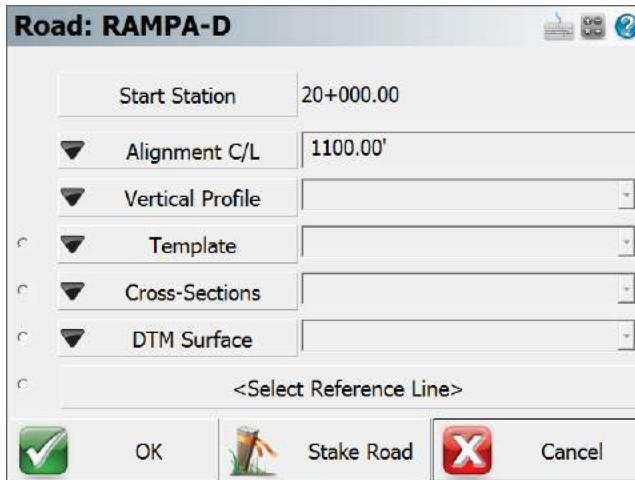 Road: RAMPA-D
Start Station 20+000.00
Alignment C/L 1100.00'
Vertical Profile
Template
Cross-Sections
DTM Surface
<Select Reference Line>
OK Stake Road Cancel